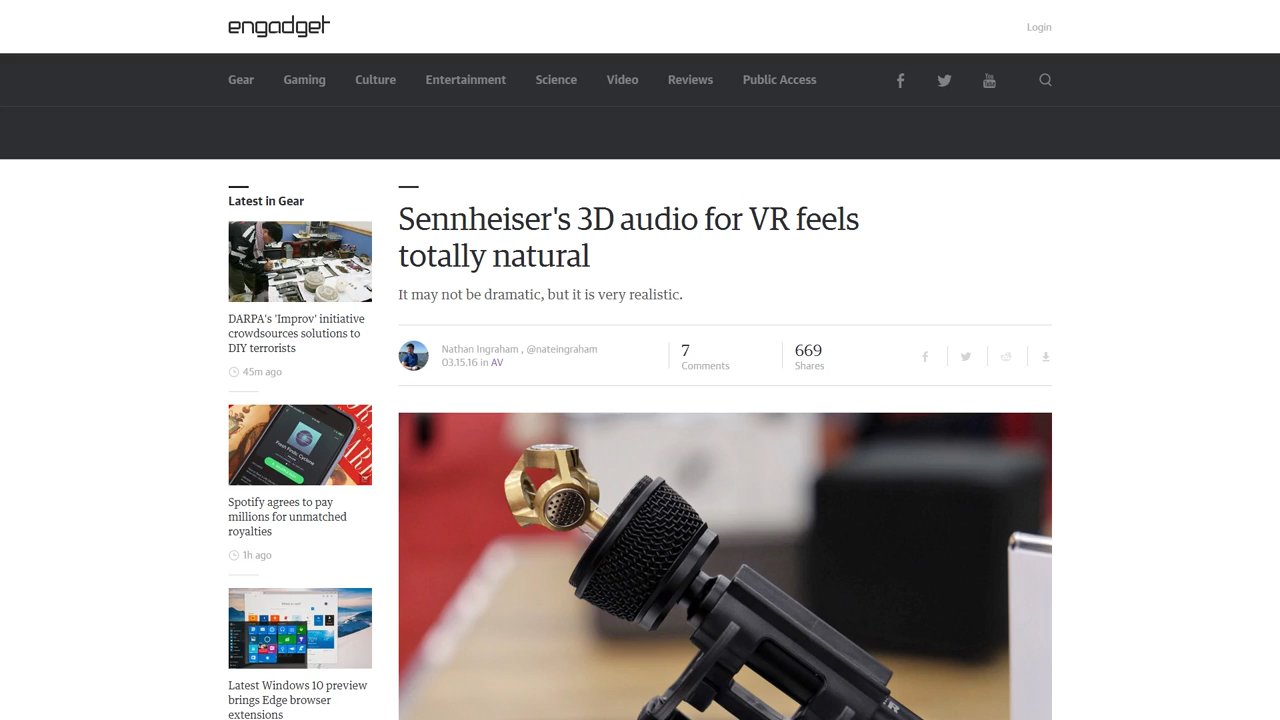 engadget
Login
Gear Gaming Culture Entertainment Science Video Reviews Public Access
You
Tube
Latest in Gear
DARPA's 'Improv' initiative
crowdsources solutions to
DIY terrorists
45m ago
Spotify agrees to pay
millions for unmatched
royalties
1h ago
Latest Windows 10 preview
brings Edge browser
extensions
Sennheiser's 3D audio for VR feels
totally natural
It may not be dramatic, but it is very realistic.
Nathan Ingraham , @nateingraham
03.15.16 in AV
7
Comments
669
Shares